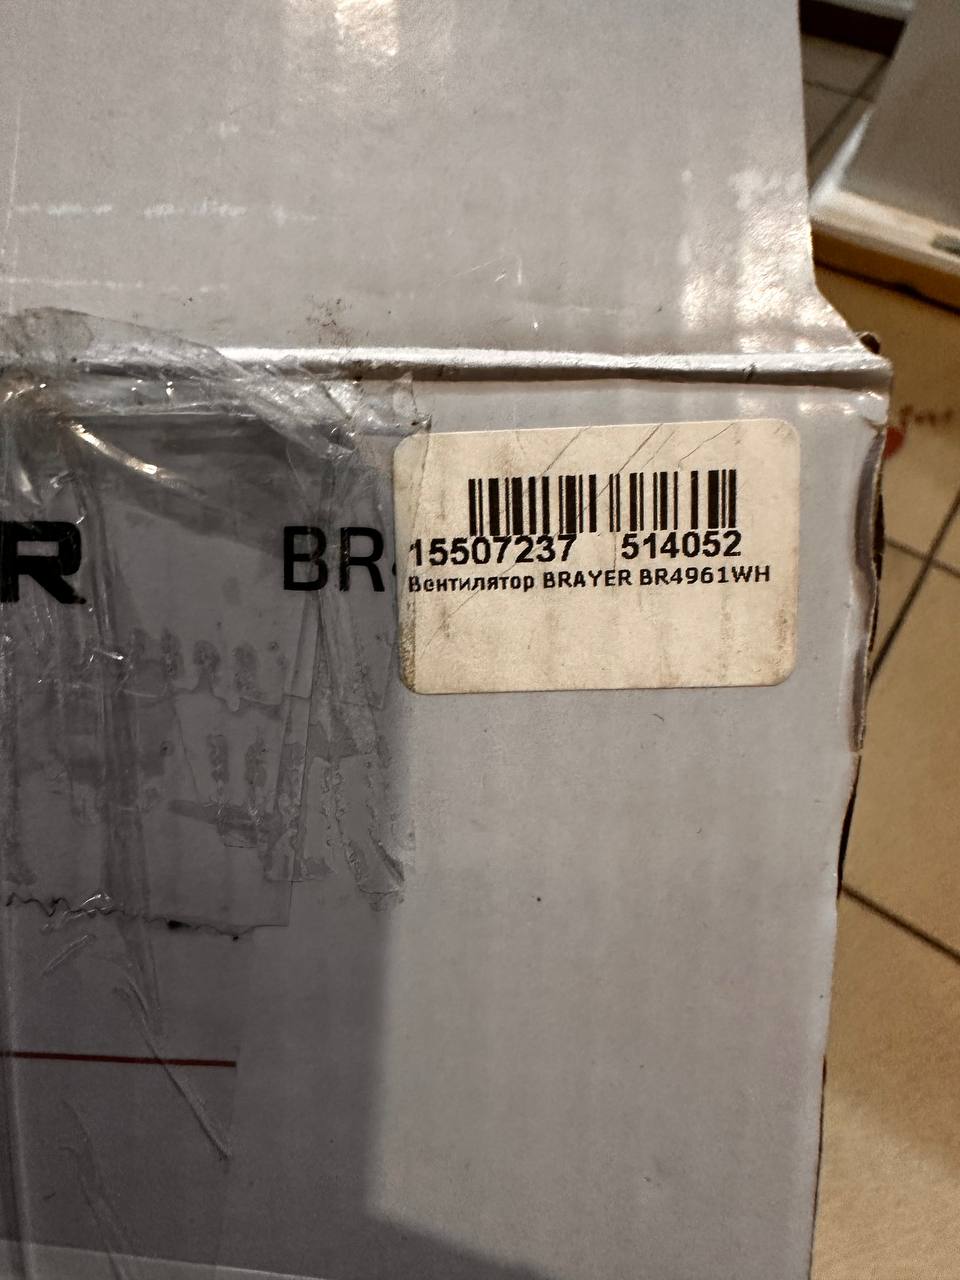 R
BR
15507237 514052
Вентилятор BRAYER BR4961WH